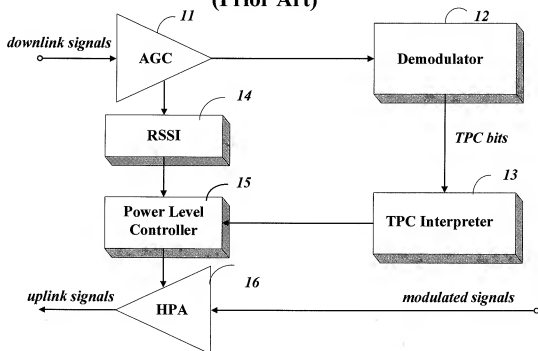 (Prior Art)
11
12
downlink signals
AGC
Demodulator
14
RSSI
TPC bits
15
13
Power Level
Controller
TPC Interpreter
16
uplink signals
HPA
modulated signals